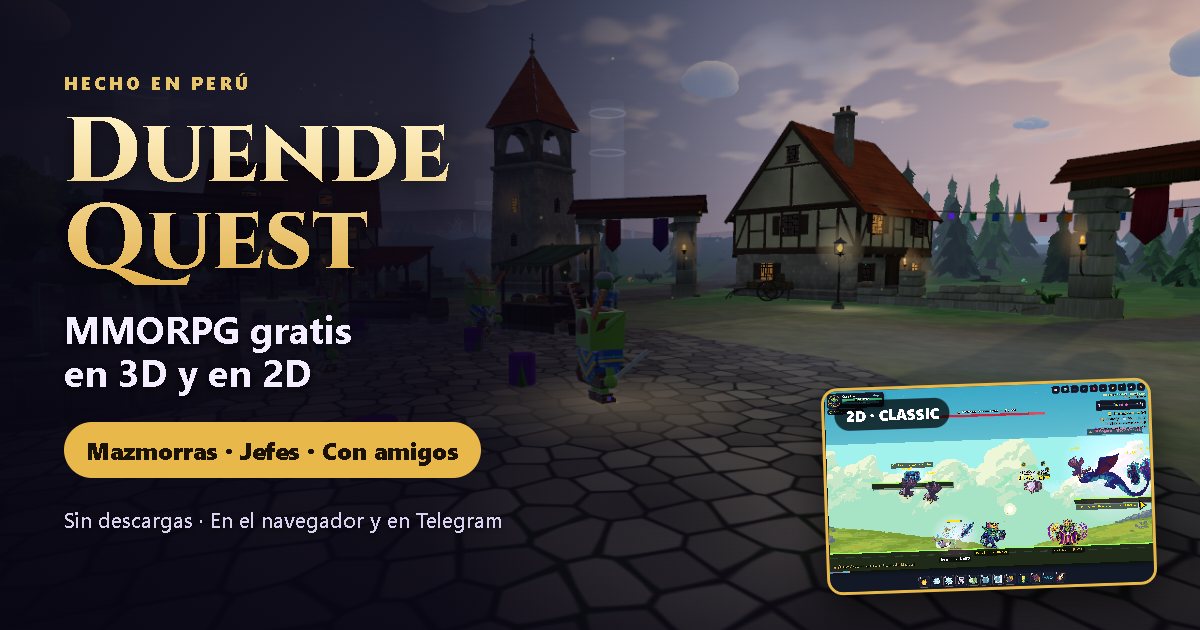 HECHO EN PERÚ
DUENDE
QUEST
MMORPG gratis
en 3D y en 2D
Mazmorras · Jefes · Con amigos
Sin descargas · En el navegador y en Telegram
2D · CLASSIC